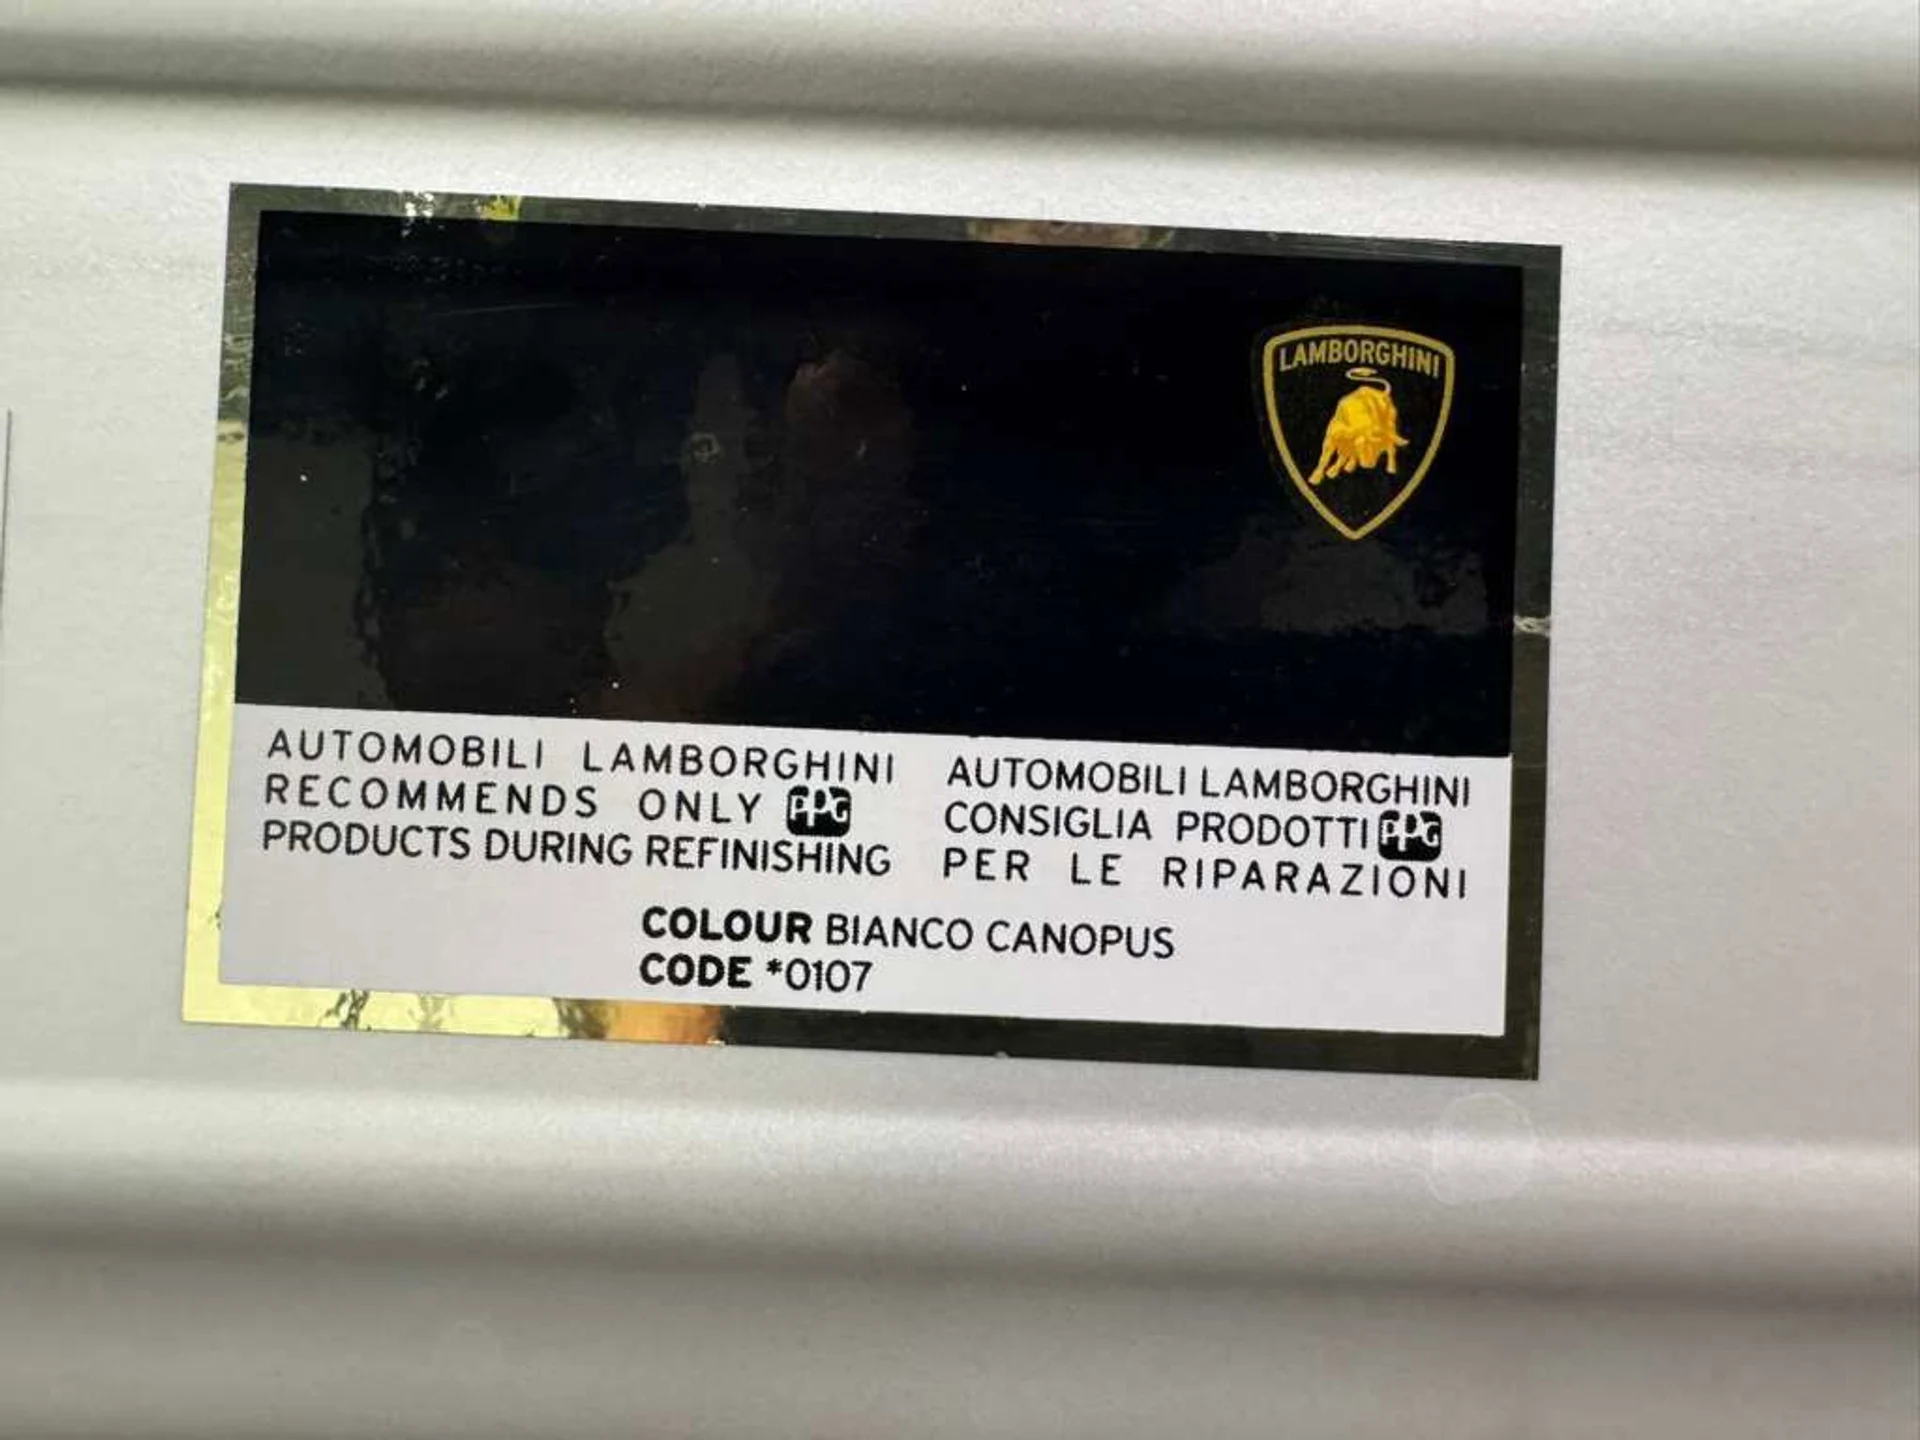 LAMBORGHINI
AUTOMOBILI LAMBORGHINI
RECOMMENDS ONLY PPG
PRODUCTS DURING REFINISHING
AUTOMOBILI LAMBORGHINI
CONSIGLIA PRODOTTI PPG
PER LE RIPARAZIONI
COLOUR BIANCO CANOPUS
CODE *0107